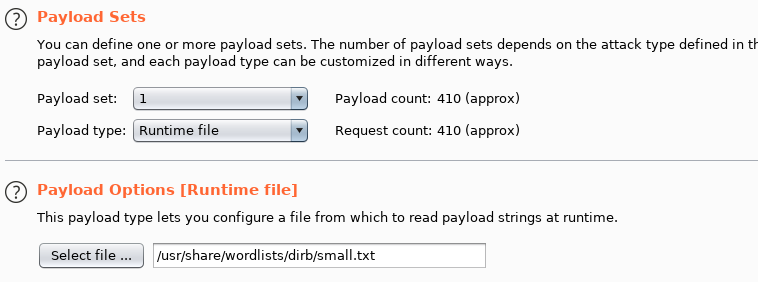 Payload Sets
You can define one or more payload sets. The number of payload sets depends on the attack type defined in th
payload set, and each payload type can be customized in different ways.
Payload set: 1 Payload count: 410 (approx)
Payload type: Runtime file Request count: 410 (approx)
Payload Options [Runtime file]
This payload type lets you configure a file from which to read payload strings at runtime.
Select file ... /usr/share/wordlists/dirb/small.txt